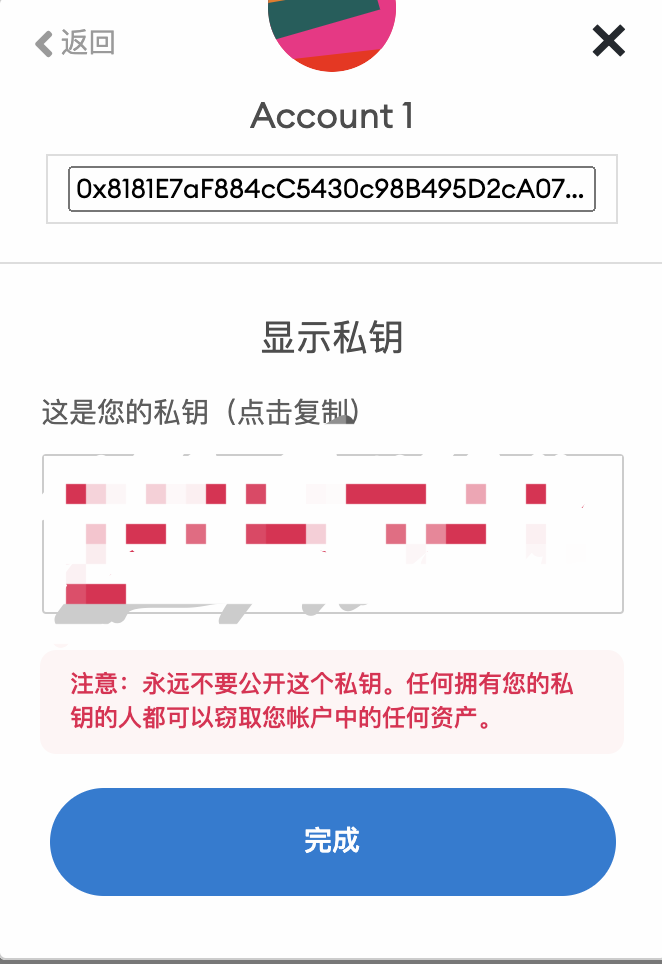 返回
Account 1
0x8181E7aF884cC5430c98B495D2cA07...
显示私钥
这是您的私钥（点击复制）
注意：永远不要公开这个私钥。任何拥有您的私
钥的人都可以窃取您帐户中的任何资产。
完成